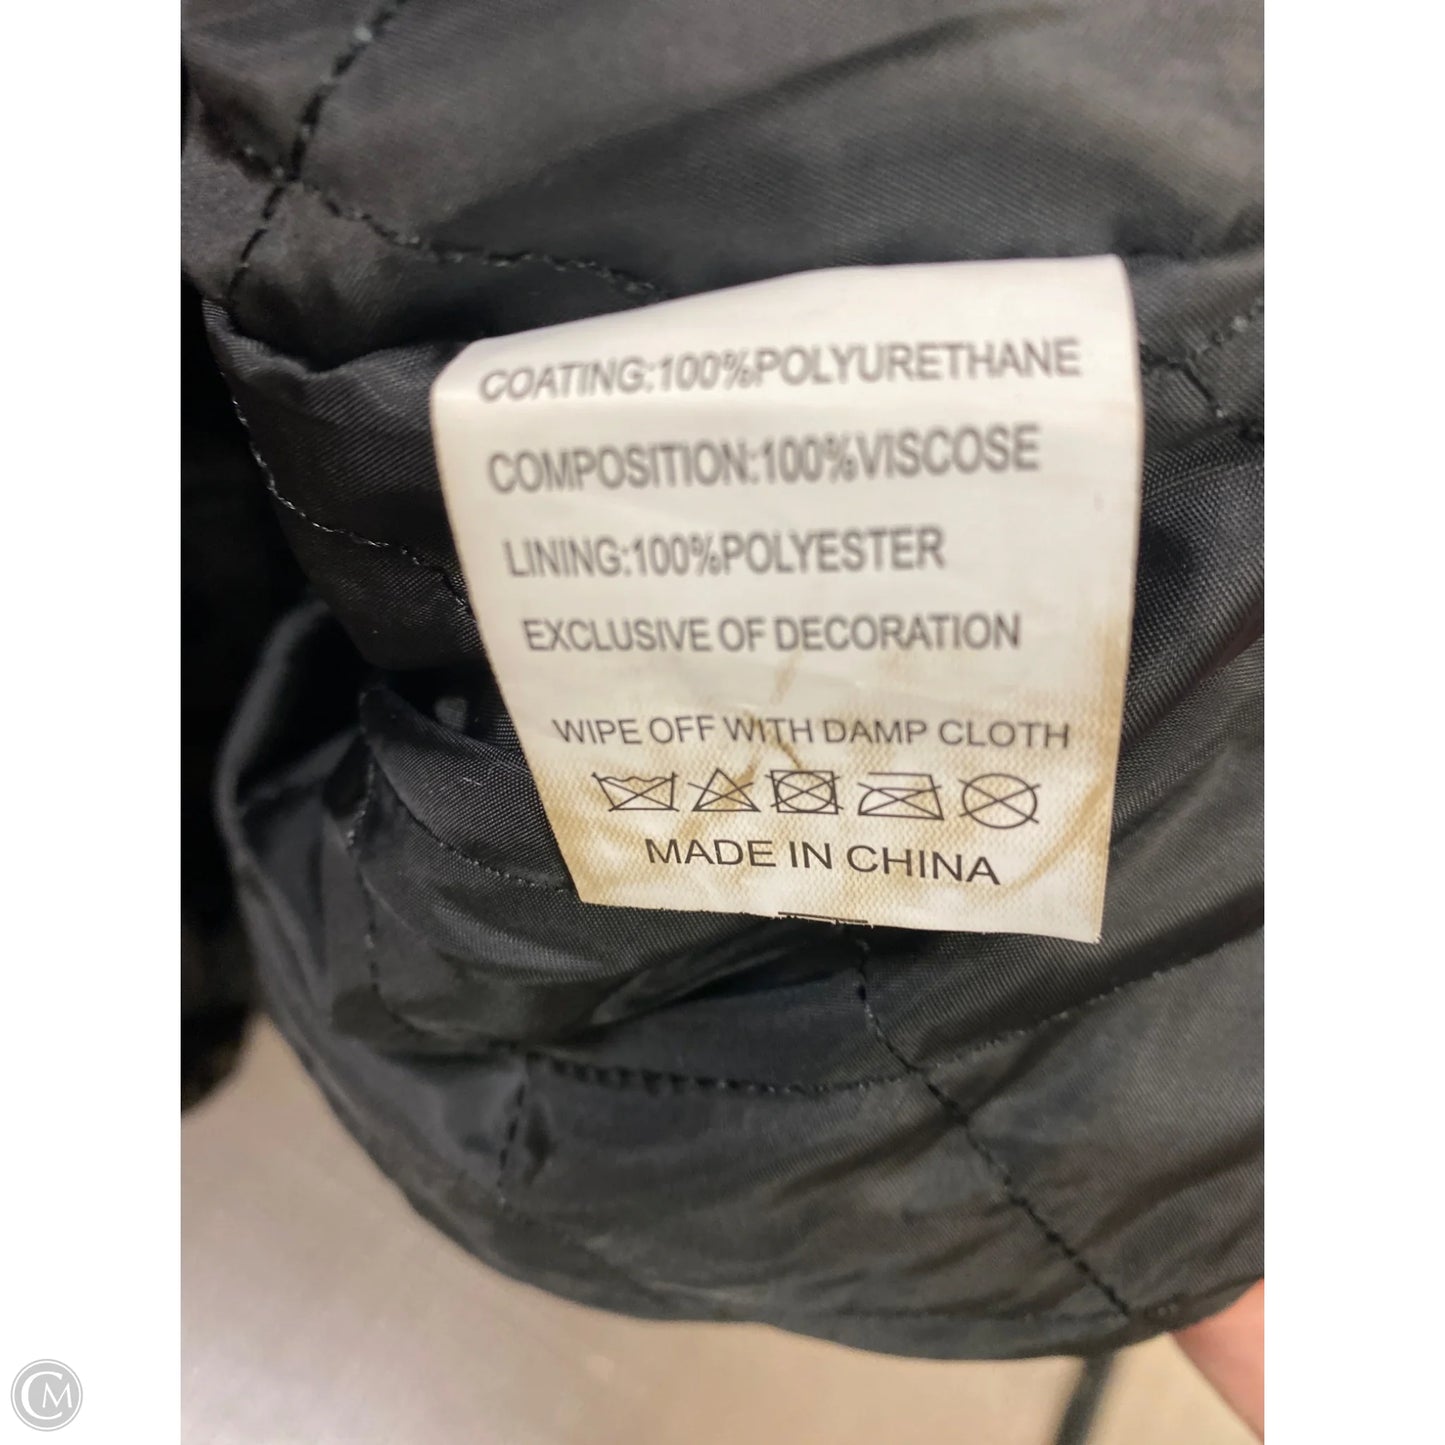 COATING:100%POLYURETHANE
COMPOSITION:100%VISCOSE
LINING:100%POLYESTER
EXCLUSIVE OF DECORATION
WIPE OFF WITH DAMP CLOTH
MADE IN CHINA
CM